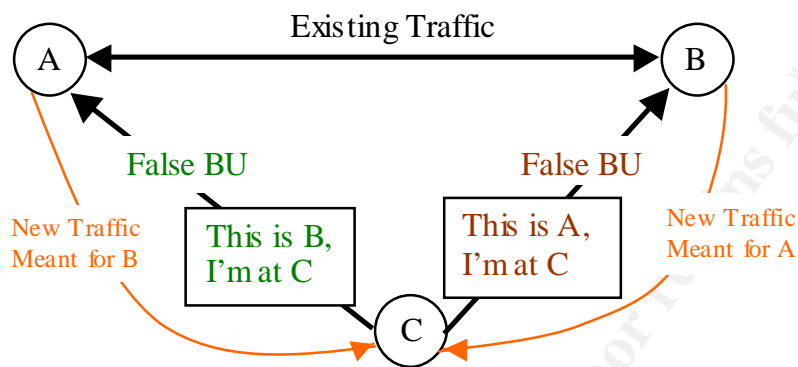 Existing Traffic
A
B
False BU
False BU
New Traffic
Meant for B
This is B,
I'm at C
This is A,
I'm at C
New Traffic
Meant for A
C